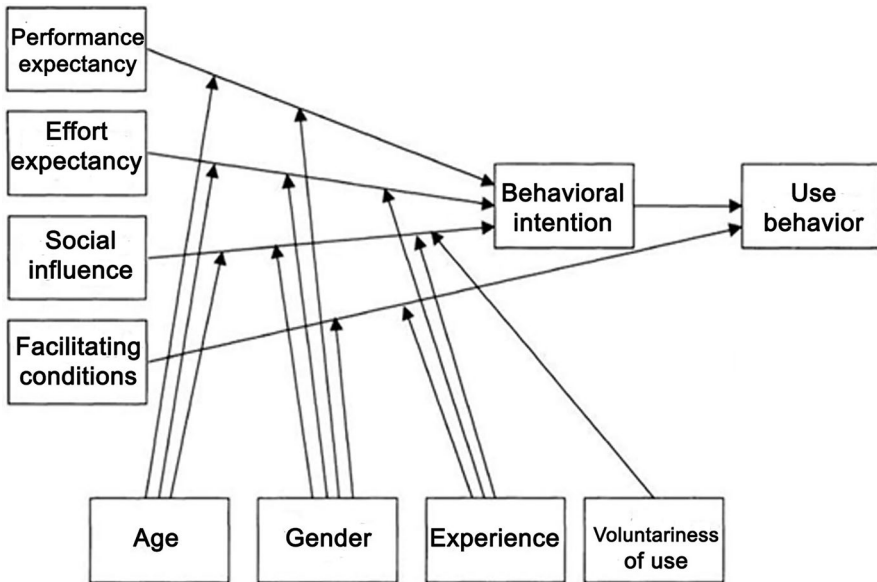 Performance
expectancy
Effort
expectancy
Social
influence
Facilitating
conditions
Behavioral
intention
Use
behavior
Age
Gender
Experience
Voluntariness
of use